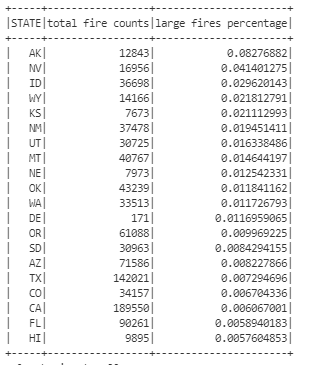 +-----+-----------------+----------------------+
|STATE|total fire counts|large fires percentage|
+-----+-----------------+----------------------+
|   AK|            12843|            0.08276882|
|   NV|            16956|           0.041401275|
|   ID|            36698|           0.029620143|
|   WY|            14166|           0.021812791|
|   KS|             7673|           0.021112993|
|   NM|            37478|           0.019451411|
|   UT|            30725|           0.016338486|
|   MT|            40767|           0.014644197|
|   NE|             7973|           0.012542331|
|   OK|            43239|           0.011841162|
|   WA|            33513|           0.011726793|
|   DE|              171|          0.0116959065|
|   OR|            61088|           0.009969225|
|   SD|            30963|          0.0084294155|
|   AZ|            71586|           0.008227866|
|   TX|           142021|           0.007294696|
|   CO|            34157|           0.006704336|
|   CA|           189550|           0.006067001|
|   FL|            90261|          0.0058940183|
|   HI|             9895|          0.0057604853|
+-----+-----------------+----------------------+